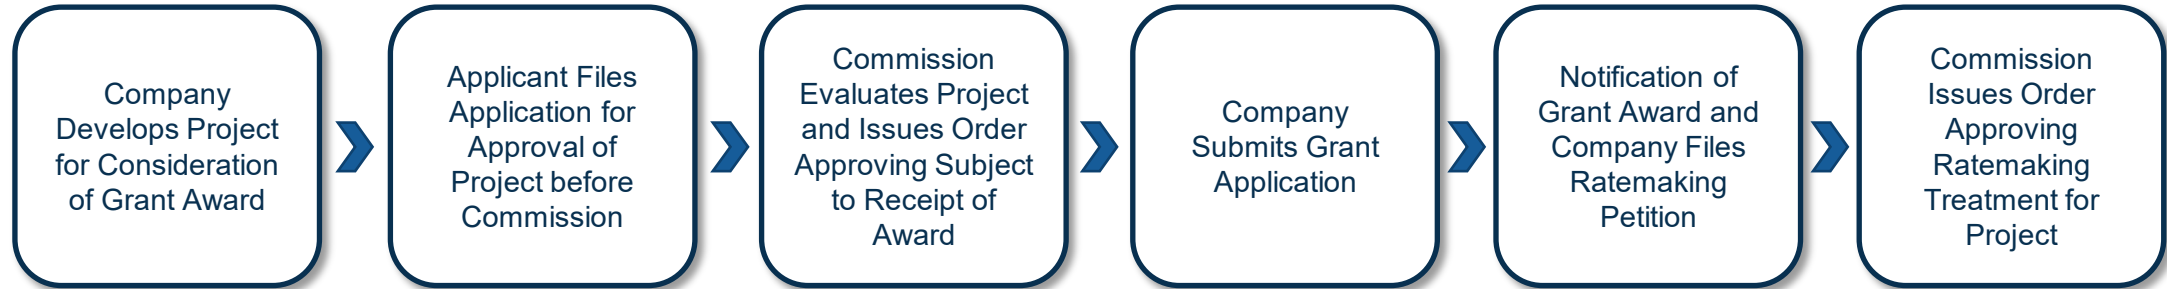 Company
Develops Project
for Consideration
of Grant Award
Applicant Files
Application for
Approval of
Project before
Commission
Commission
Evaluates Project
and Issues Order
Approving Subject
to Receipt of
Award
Company
Submits Grant
Application
Notification of
Grant Award and
Company Files
Ratemaking
Petition
Commission
Issues Order
Approving
Ratemaking
Treatment for
Project